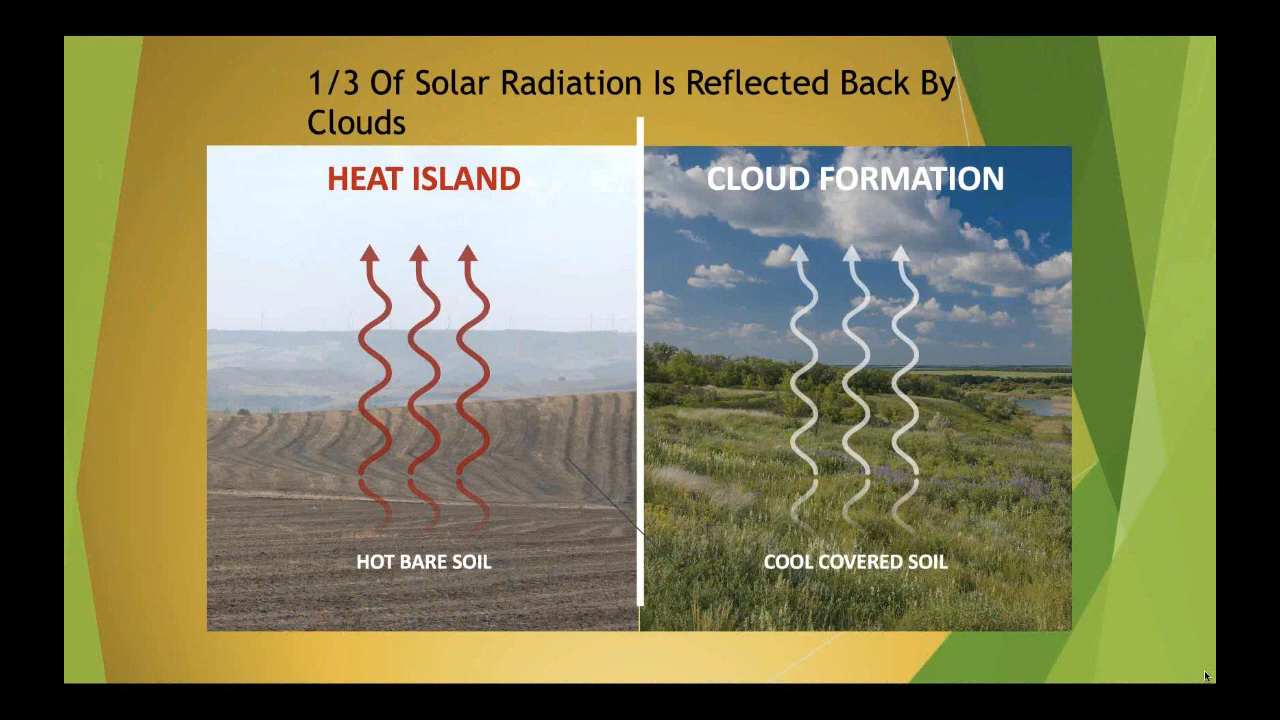 1/3 Of Solar Radiation Is Reflected Back By
Clouds
HEAT ISLAND
CLOUD FORMATION
HOT BARE SOIL
COOL COVERED SOIL